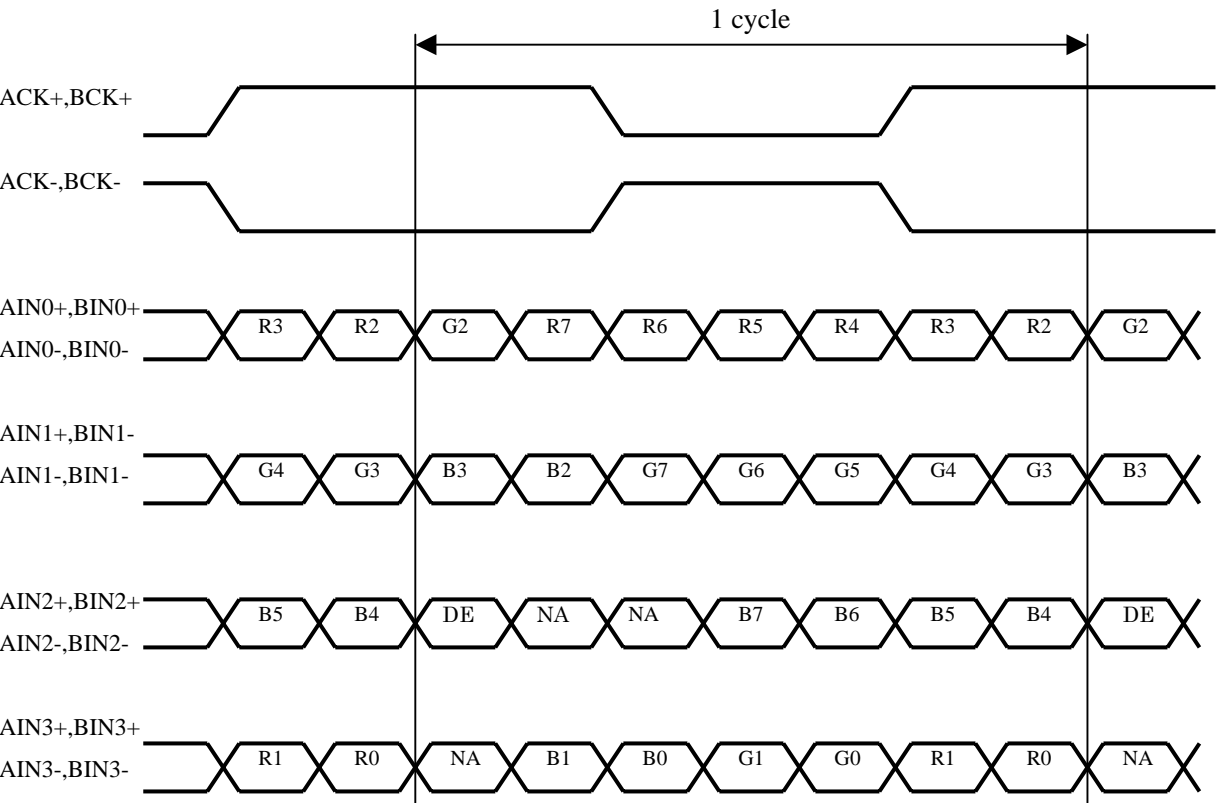 1 cycle
ACK+,BCK+
ACK-,BCK-
AIN0+,BIN0+
R3 R2 G2 R7 R6 R5 R4 R3 R2 G2
AIN0-,BIN0-
AIN1+,BIN1-
G4 G3 B3 B2 G7 G6 G5 G4 G3 B3
AIN1-,BIN1-
AIN2+,BIN2+
B5 B4 DE NA NA B7 B6 B5 B4 DE
AIN2-,BIN2-
AIN3+,BIN3+
R1 R0 NA B1 B0 G1 G0 R1 R0 NA
AIN3-,BIN3-